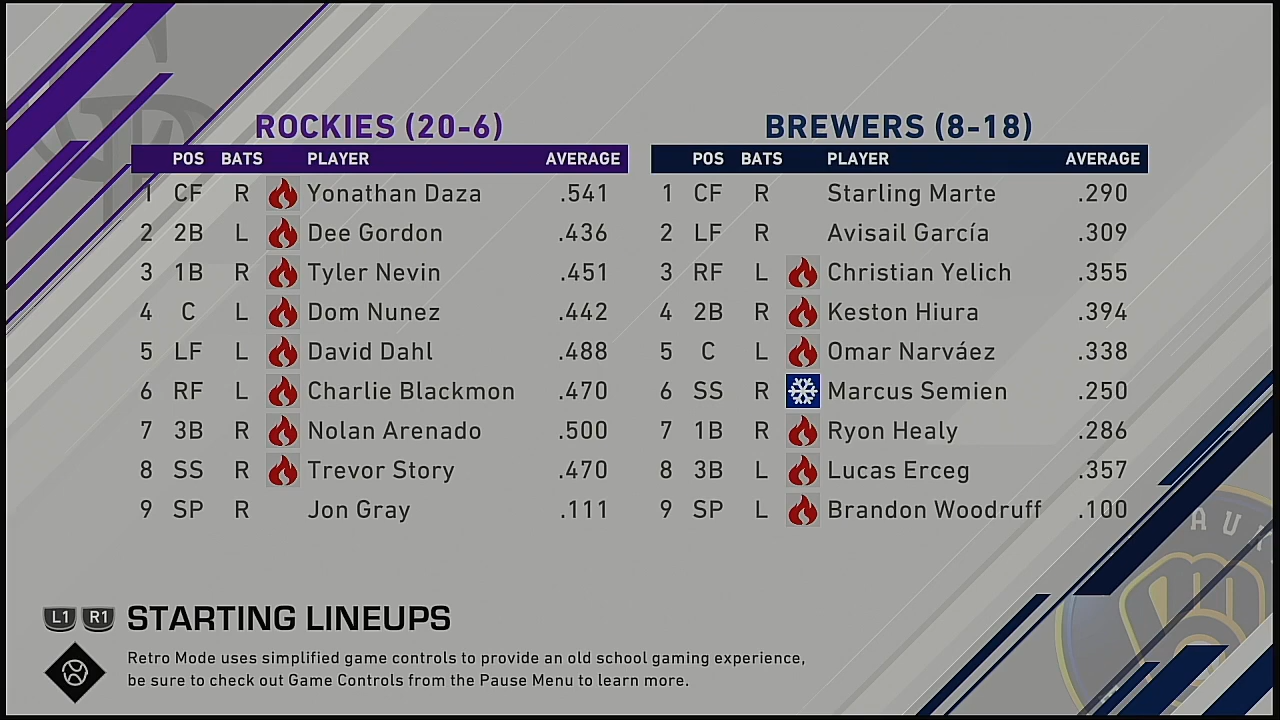 ROCKIES (20-6)
POS BATS PLAYER AVERAGE
1 CF R Yonathan Daza .541
2 2B L Dee Gordon .436
3 1B R Tyler Nevin .451
4 C L Dom Nunez .442
5 LF L David Dahl .488
6 RF L Charlie Blackmon .470
7 3B R Nolan Arenado .500
8 SS R Trevor Story .470
9 SP R Jon Gray .111
BREWERS (8-18)
POS BATS PLAYER AVERAGE
1 CF R Starling Marte .290
2 LF R Avisail García .309
3 RF L Christian Yelich .355
4 2B R Keston Hiura .394
5 C L Omar Narváez .338
6 SS R Marcus Semien .250
7 1B R Ryon Healy .286
8 3B L Lucas Erceg .357
9 SP L Brandon Woodruff .100
L1 R1 STARTING LINEUPS
Retro Mode uses simplified game controls to provide an old school gaming experience,
be sure to check out Game Controls from the Pause Menu to learn more.